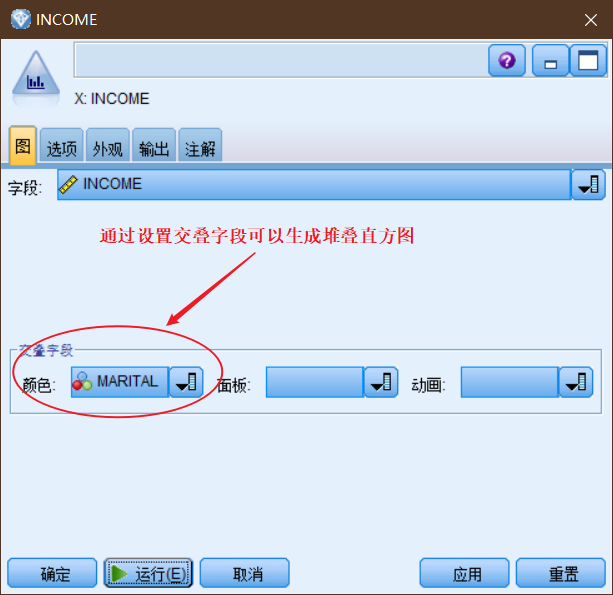 INCOME
X: INCOME
图 选项 外观 输出 注解
字段: INCOME
通过设置交叠字段可以生成堆叠直方图
交叠字段
颜色: MARITAL 面板: 动画:
确定 运行(E) 取消 应用 重置